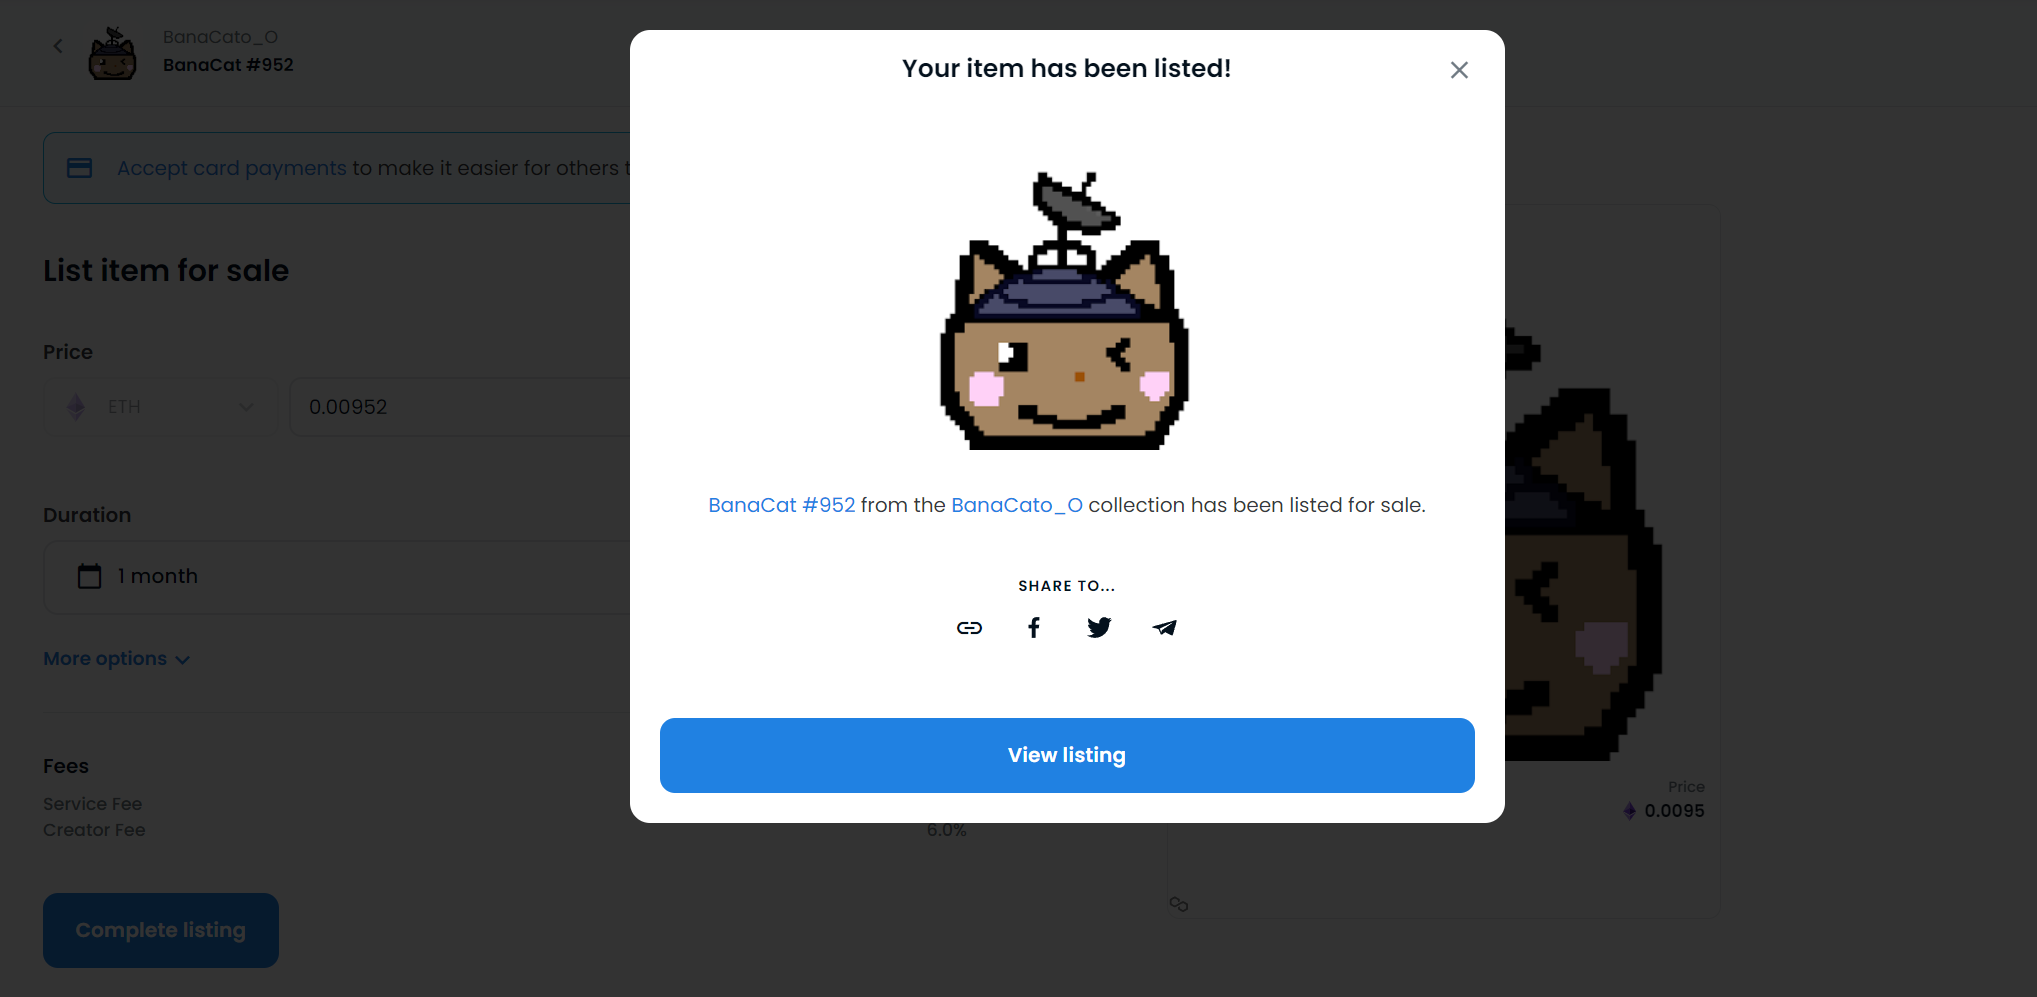 BanaCato_O
BanaCat #952
Accept card payments to make it easier for others t
List item for sale
Price
ETH
0.00952
Duration
1 month
More options
Fees
Service Fee
Creator Fee
6.0%
Complete listing
Your item has been listed!
BanaCat #952 from the BanaCato_O collection has been listed for sale.
SHARE TO...
View listing
Price
0.0095